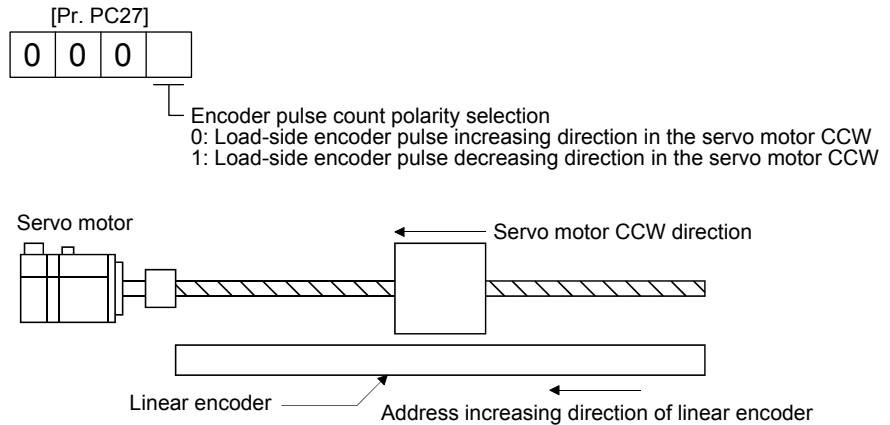 [Pr. PC27]
0 0 0
Encoder pulse count polarity selection
0: Load-side encoder pulse increasing direction in the servo motor CCW
1: Load-side encoder pulse decreasing direction in the servo motor CCW
Servo motor
Servo motor CCW direction
Linear encoder
Address increasing direction of linear encoder